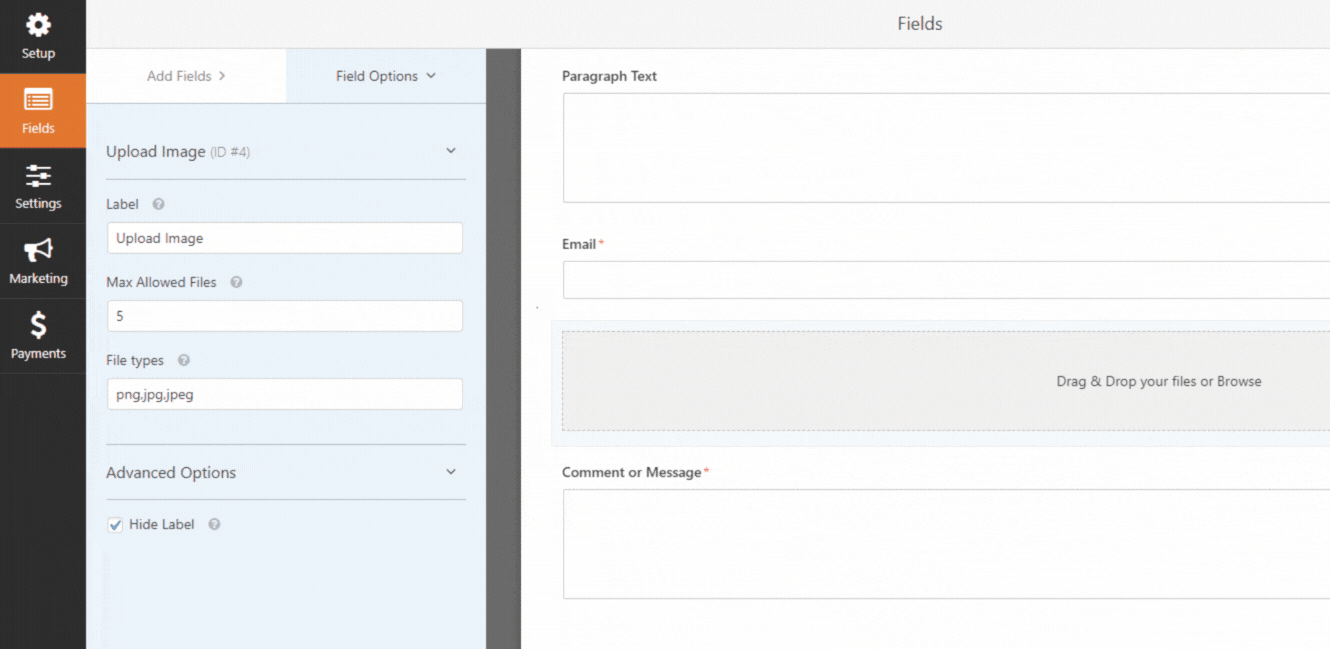 Fields
Setup
Fields
Settings
Marketing
Payments
Add Fields
Field Options
Upload Image (ID #4)
Label
Upload Image
Max Allowed Files
5
File types
png,jpg,jpeg
Advanced Options
Hide Label
Paragraph Text
Email*
Drag & Drop your files or Browse
Comment or Message*